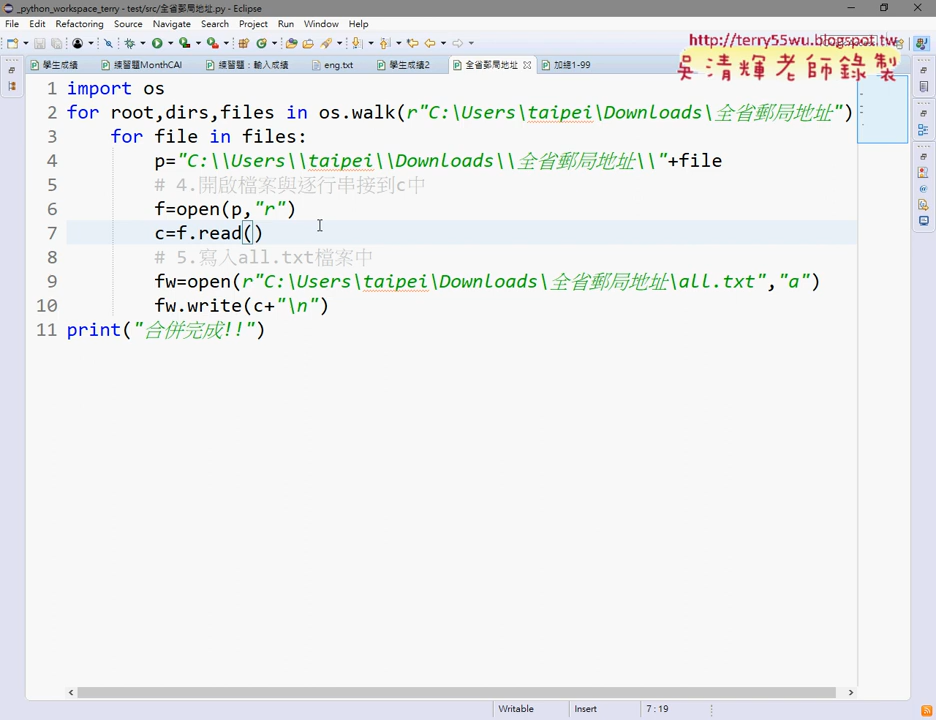 _python_workspace_terry - test/src/全省郵局地址.py - Eclipse
File Edit Refactoring Source Navigate Search Project Run Window Help
http://terry55wu.blogspot.tw
吳清輝老師錄製
學生成績 練習題MonthCAl 練習題：輸入成績 eng.txt 學生成績2 全省郵局地址 加總1-99
1 import os
2 for root,dirs,files in os.walk(r"C:\Users\taipei\Downloads\全省郵局地址")
3 for file in files:
4 p="C:\\Users\\taipei\\Downloads\\全省郵局地址\\"+file
5 # 4.開啟檔案與逐行串接到c中
6 f=open(p,"r")
7 c=f.read()
8 # 5.寫入all.txt檔案中
9 fw=open(r"C:\Users\taipei\Downloads\全省郵局地址\all.txt","a")
10 fw.write(c+"\n")
11 print("合併完成!!")
Writable Insert 7 : 19